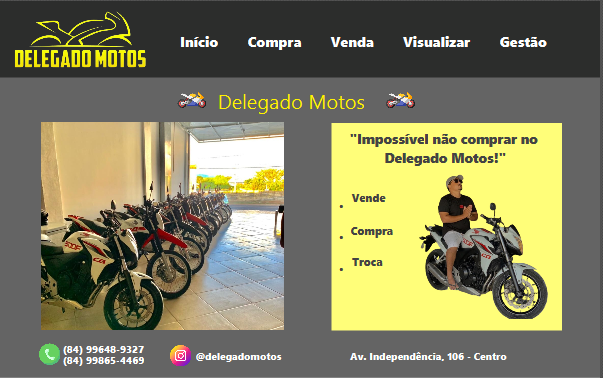 DELEGADO MOTOS
Início Compra Venda Visualizar Gestão
Delegado Motos
"Impossível não comprar no
Delegado Motos!"
• Vende
• Compra
• Troca
(84) 99648-9327
(84) 99865-4469
@delegadomotos
Av. Independência, 106 - Centro